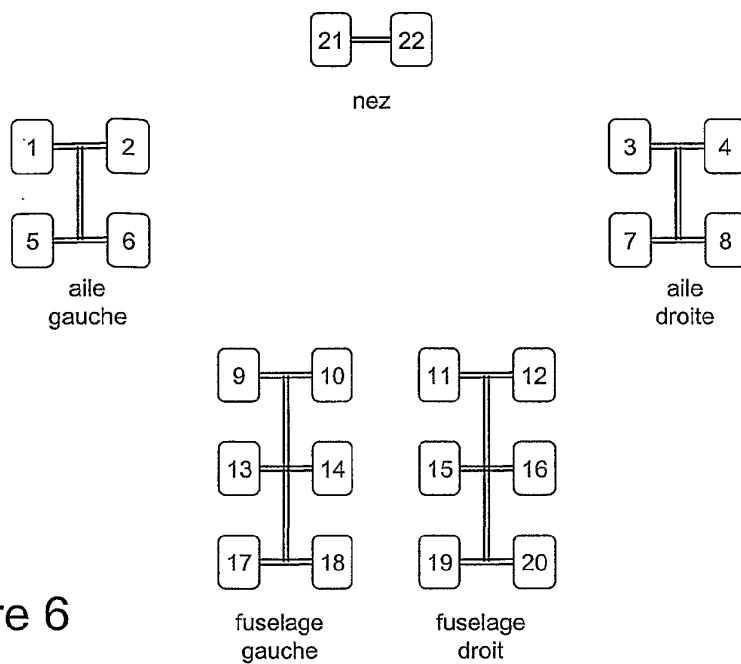 21 22
nez
1 2 3 4
5 6 7 8
aile
gauche
aile
droite
9 10 11 12
13 14 15 16
17 18 19 20
re 6
fuselage
gauche
fuselage
droit